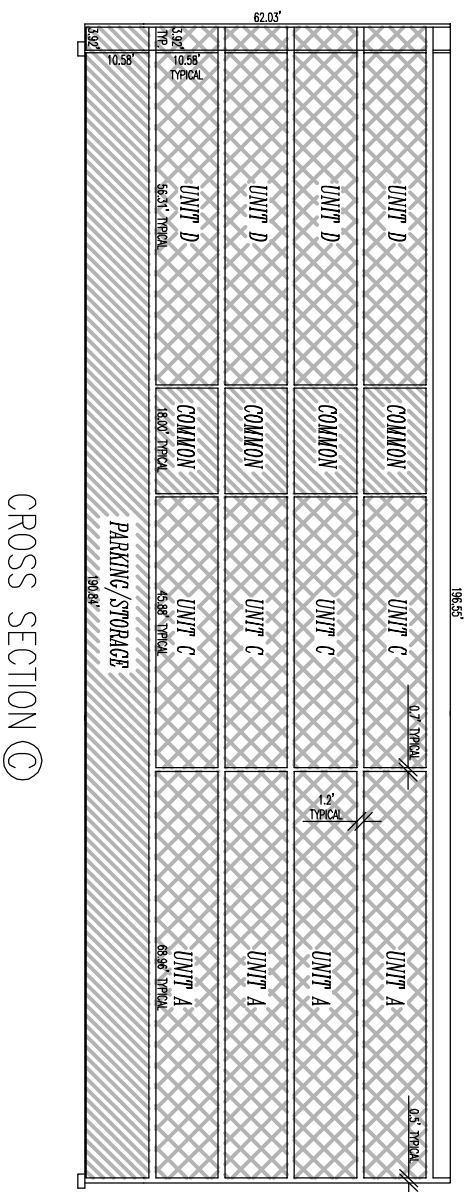 196.55'
0.7' TYPICAL
0.5' TYPICAL
UNIT D COMMON UNIT C UNIT A
1.2'
TYPICAL
UNIT D COMMON UNIT C UNIT A
62.03'
UNIT D COMMON UNIT C UNIT A
10.58'
TYPICAL
3.92'
TYP.
UNIT D COMMON UNIT C UNIT A
56.31' TYPICAL 18.00' TYPICAL 45.88' TYPICAL 68.96' TYPICAL
10.58'
3.92'
PARKING/STORAGE
190.84'
CROSS SECTION C